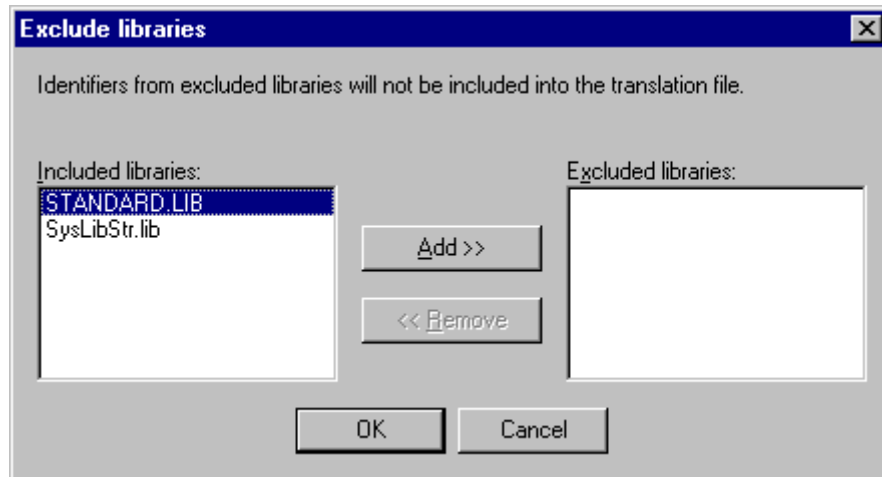 Exclude libraries
Identifiers from excluded libraries will not be included into the translation file.
Included libraries:
Excluded libraries:
STANDARD.LIB
SysLibStr.lib
Add >>
<< Remove
OK
Cancel